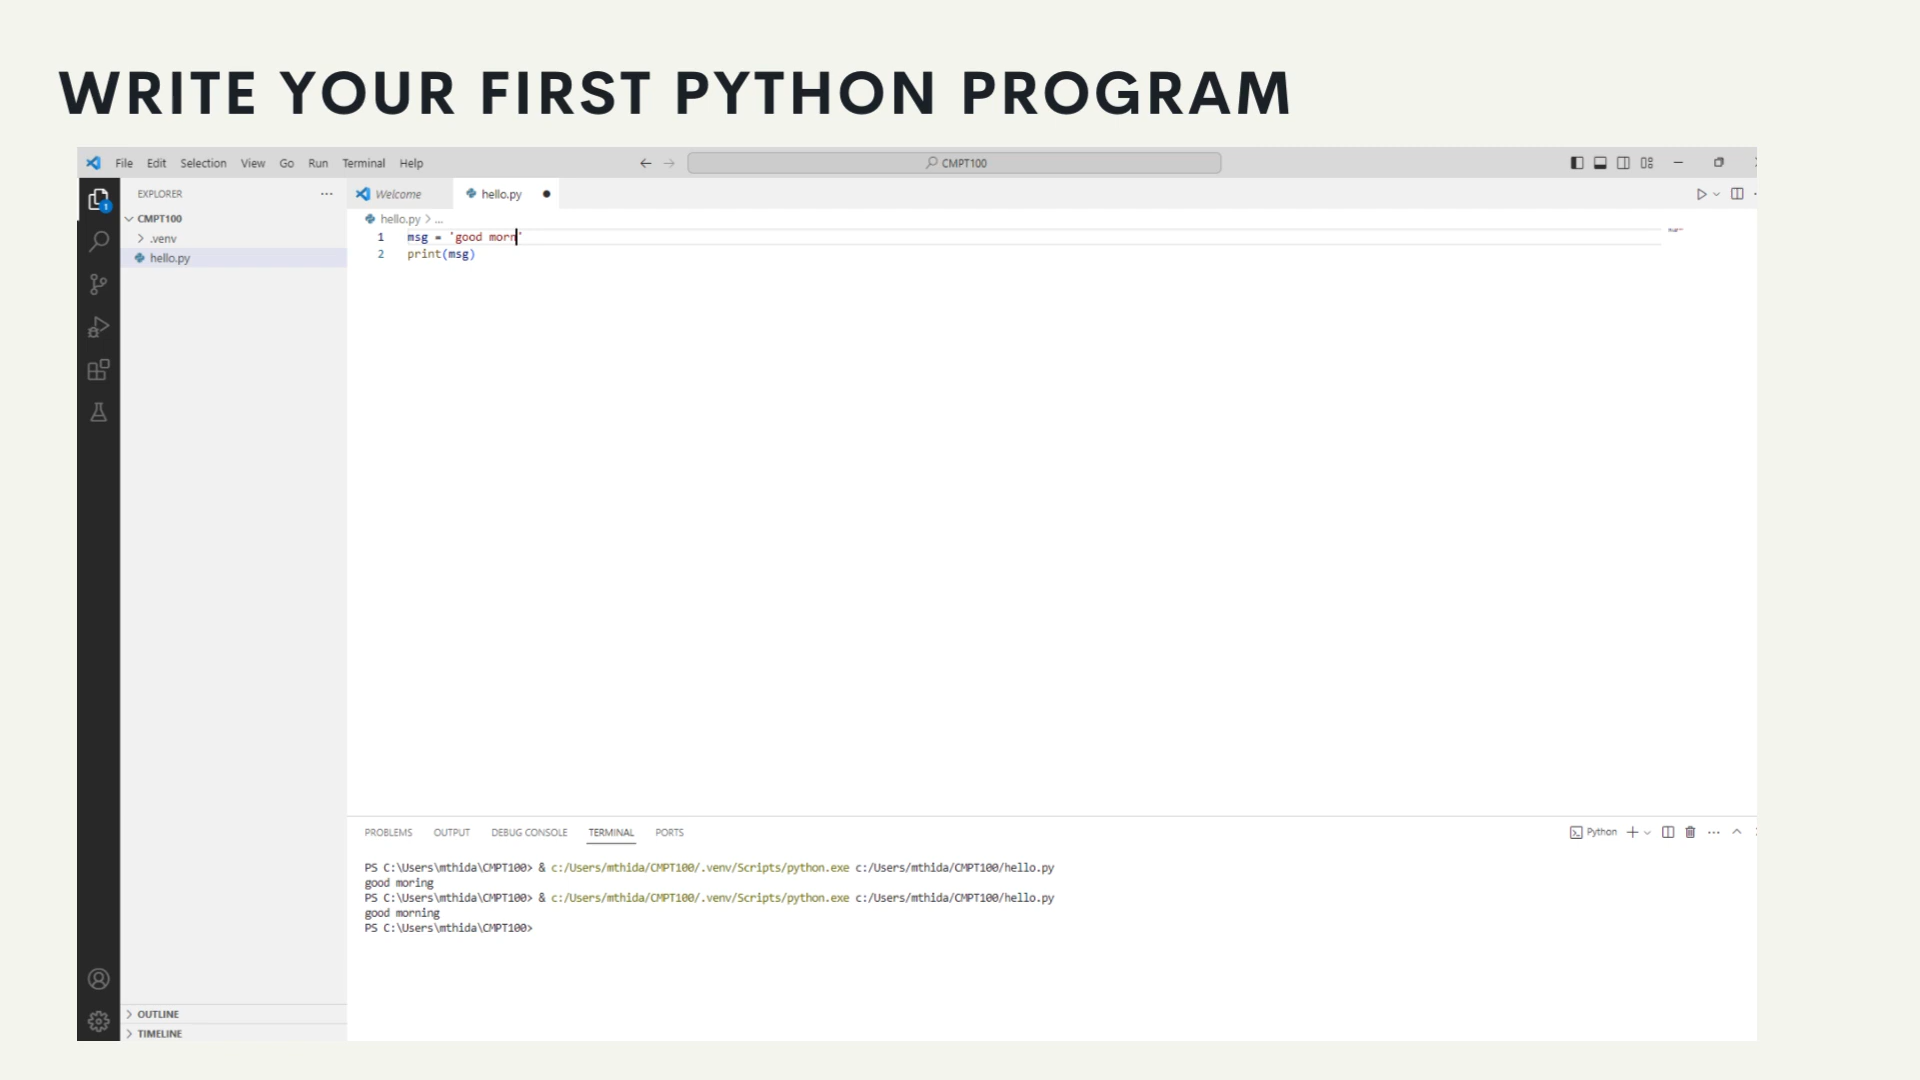 WRITE YOUR FIRST PYTHON PROGRAM
File Edit Selection View Go Run Terminal Help
CMPT100
EXPLORER
Welcome
hello.py
CMPT100
hello.py > ...
.venv
hello.py
1
1 msg = 'good morn'
2 print(msg)
PROBLEMS OUTPUT DEBUG CONSOLE TERMINAL PORTS
Python
PS C:\Users\mthida\CMPT100> & c:/Users/mthida/CMPT100/.venv/Scripts/python.exe c:/Users/mthida/CMPT100/hello.py
good moring
PS C:\Users\mthida\CMPT100> & c:/Users/mthida/CMPT100/.venv/Scripts/python.exe c:/Users/mthida/CMPT100/hello.py
good morning
PS C:\Users\mthida\CMPT100>
OUTLINE
TIMELINE